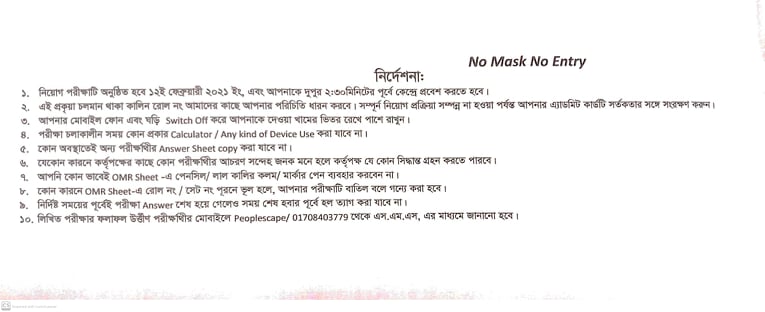 No Mask No Entry
নির্দেশনা:
১. নিয়োগ পরীক্ষাটি অনুষ্ঠিত হবে ১২ই ফেব্রুয়ারী ২০২১ ইং, এবং আপনাকে দুপুর ২:৩০মিনিটের পূর্বে কেন্দ্রে প্রবেশ করতে হবে।
২. এই প্রকৃয়া চলমান থাকা কালিন রোল নং আমাদের কাছে আপনার পরিচিতি ধারন করবে। সম্পূর্ন নিয়োগ প্রক্রিয়া সম্পন্ন না হওয়া পর্যন্ত আপনার এ্যাডমিট কার্ডটি সর্তকতার সঙ্গে সংরক্ষণ করুন।
৩. আপনার মোবাইল ফোন এবং ঘড়ি Switch Off করে আপনাকে দেওয়া খামের ভিতর রেখে পাশে রাখুন।
৪. পরীক্ষা চলাকালীন সময় কোন প্রকার Calculator / Any kind of Device Use করা যাবে না।
৫. কোন অবস্থাতেই অন্য পরীক্ষার্থীর Answer Sheet copy করা যাবে না।
৬. যেকোন কারনে কর্তৃপক্ষের কাছে কোন পরীক্ষার্থীর আচরণ সন্দেহ জনক মনে হলে কর্তৃপক্ষ যে কোন সিদ্ধান্ত গ্রহন করতে পারবে।
৭. আপনি কোন ভাবেই OMR Sheet -এ পেনসিল/ লাল কালির কলম/ মার্কার পেন ব্যবহার করবেন না।
৮. কোন কারনে OMR Sheet-এ রোল নং / সেট নং পূরনে ভুল হলে, আপনার পরীক্ষাটি বাতিল বলে গন্যে করা হবে।
৯. নির্দিষ্ট সময়ের পূর্বেই পরীক্ষা Answer শেষ হয়ে গেলেও সময় শেষ হবার পূর্বে হল ত্যাগ করা যাবে না।
১০. লিখিত পরীক্ষার ফলাফল উর্ত্তীণ পরীক্ষার্থীর মোবাইলে Peoplescape/ 01708403779 থেকে এস.এম.এস, এর মাধ্যমে জানানো হবে।